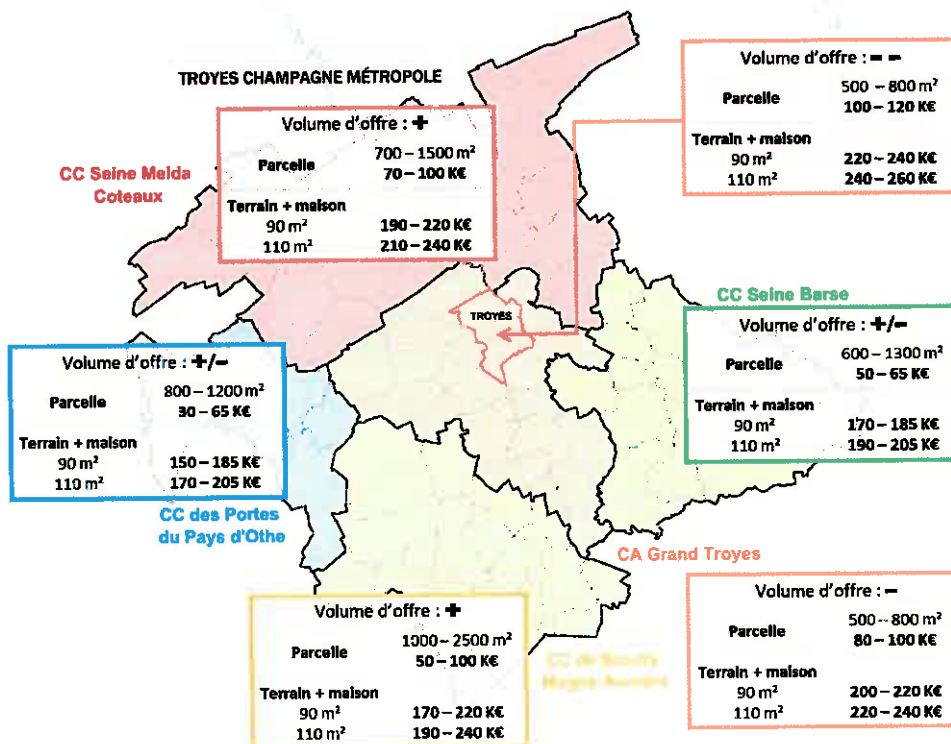 TROYES CHAMPAGNE MÉTROPOLE
Volume d'offre : – –
Parcelle 500 – 800 m²
100 – 120 K€
Terrain + maison
90 m² 220 – 240 K€
110 m² 240 – 260 K€
CC Seine Melda
Coteaux
Volume d'offre : +
Parcelle 700 – 1500 m²
70 – 100 K€
Terrain + maison
90 m² 190 – 220 K€
110 m² 210 – 240 K€
TROYES
CC Seine Barse
Volume d'offre : +/–
Parcelle 600 – 1300 m²
50 – 65 K€
Terrain + maison
90 m² 170 – 185 K€
110 m² 190 – 205 K€
Volume d'offre : +/–
Parcelle 800 – 1200 m²
30 – 65 K€
Terrain + maison
90 m² 150 – 185 K€
110 m² 170 – 205 K€
CC des Portes
du Pays d'Othe
CA Grand Troyes
Volume d'offre : –
Parcelle 500 – 800 m²
80 – 100 K€
Terrain + maison
90 m² 200 – 220 K€
110 m² 220 – 240 K€
Volume d'offre : +
Parcelle 1000 – 2500 m²
50 – 100 K€
Terrain + maison
90 m² 170 – 220 K€
110 m² 190 – 240 K€
CC de